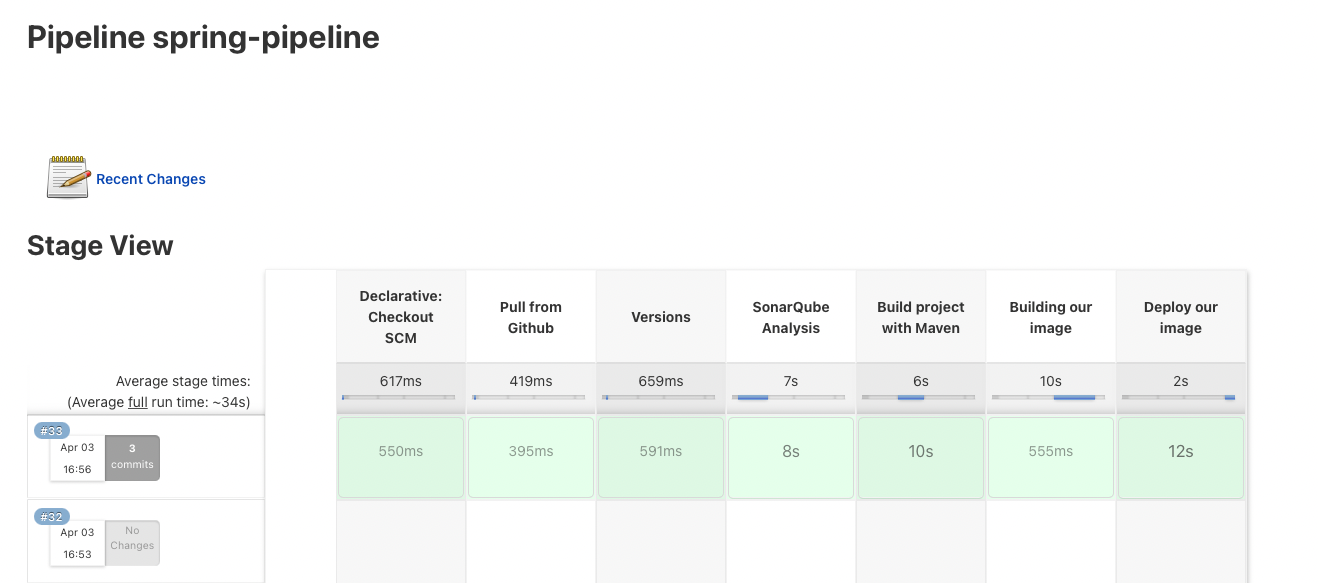 Pipeline spring-pipeline
Recent Changes
Stage View
Declarative:
Checkout
SCM
Pull from
Github
Versions
SonarQube
Analysis
Build project
with Maven
Building our
image
Deploy our
image
Average stage times:
(Average full run time: ~34s)
617ms
419ms
659ms
7s
6s
10s
2s
#33
Apr 03
16:56
3
commits
550ms
395ms
591ms
8s
10s
555ms
12s
#32
Apr 03
16:53
No
Changes